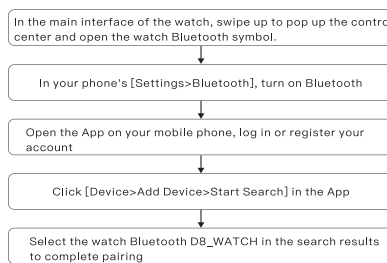 In the main interface of the watch, swipe up to pop up the contro
center and open the watch Bluetooth symbol.
In your phone's [Settings>Bluetooth], turn on Bluetooth
Open the App on your mobile phone, log in or register your
account
Click [Device>Add Device>Start Search] in the App
Select the watch Bluetooth D8_WATCH in the search results
to complete pairing